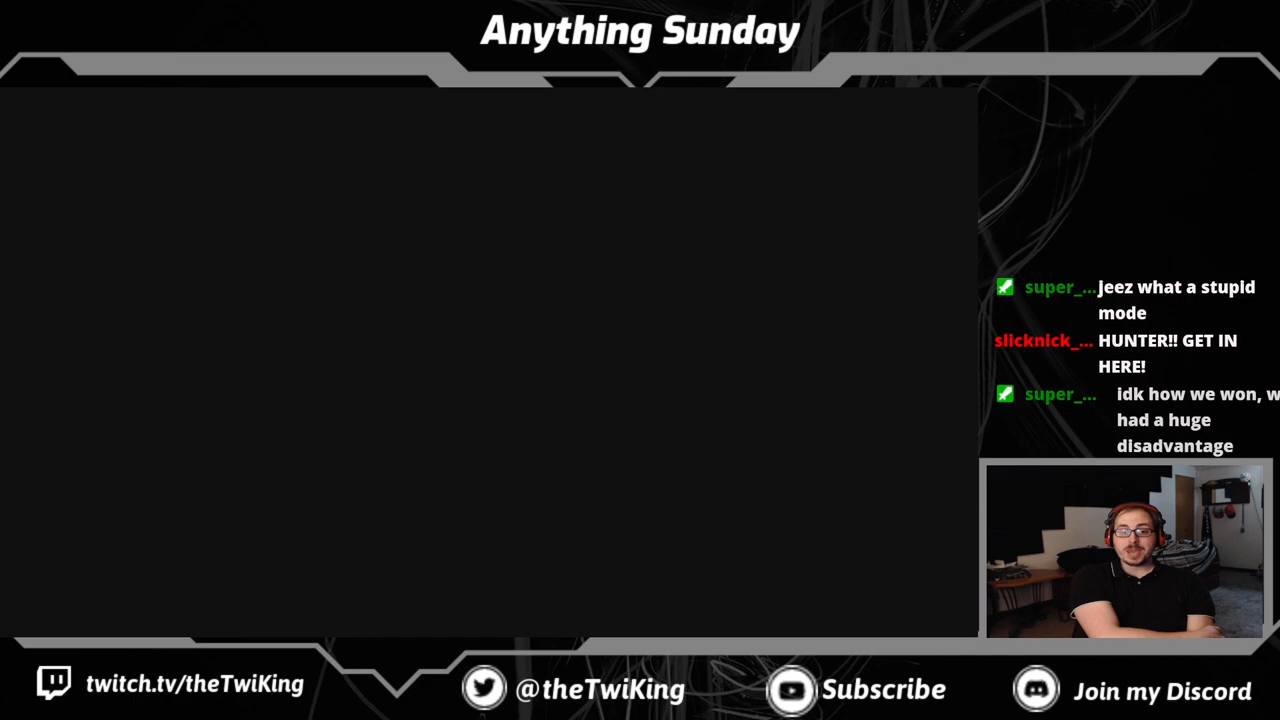 Anything Sunday
super_... jeez what a stupid
mode
slicknick_... HUNTER!! GET IN
HERE!
super_... idk how we won, w
had a huge
disadvantage
twitch.tv/theTwiKing
@theTwiKing
Subscribe
Join my Discord